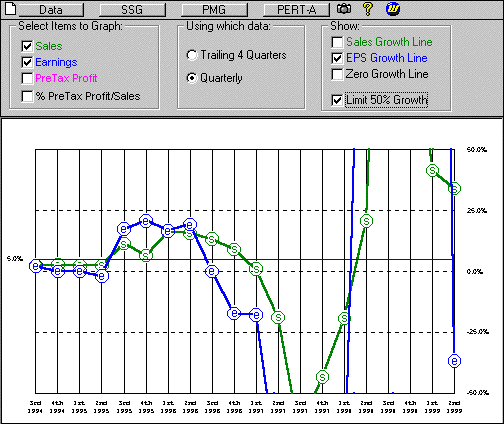 Data SSG PMG PERT-A ?
Select Items to Graph:
Sales
Earnings
PreTax Profit
% PreTax Profit/Sales
Using which data:
Trailing 4 Quarters
Quarterly
Show:
Sales Growth Line
EPS Growth Line
Zero Growth Line
Limit 50% Growth
50.0%
25.0%
5.0%
0.0%
-25.0%
-50.0%
3rd 4th 1st 2nd 3rd 4th 1st 2nd 3rd 4th 1st 2nd 3rd 4th 1st 2nd 3rd 4th 1st 2nd
1994 1994 1995 1995 1995 1995 1996 1996 1996 1996 1997 1997 1997 1997 1998 1998 1998 1998 1999 1999